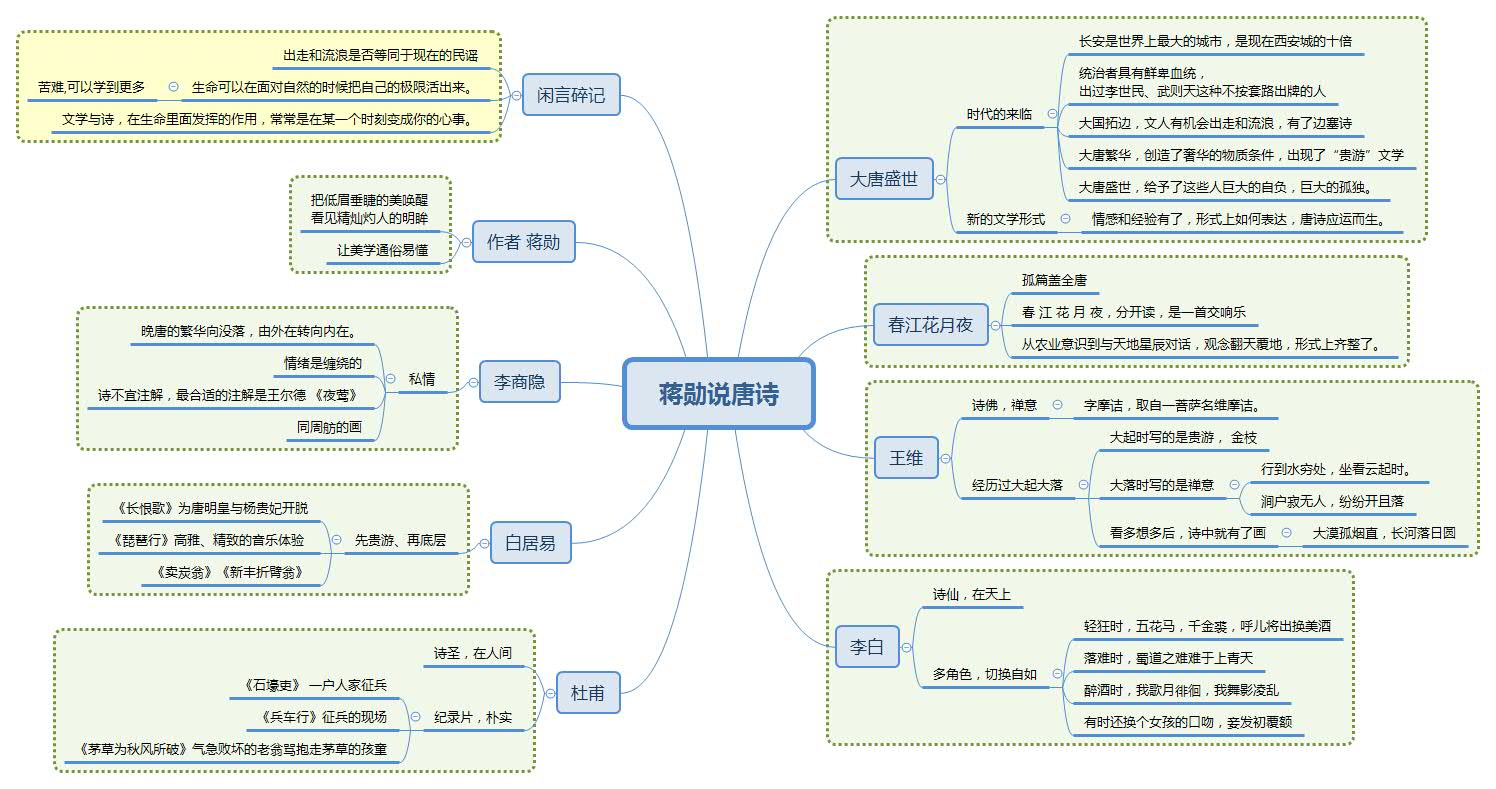 蒋勋说唐诗
大唐盛世
时代的来临
长安是世界上最大的城市，是现在西安城的十倍
统治者具有鲜卑血统，
出过李世民、武则天这种不按套路出牌的人
大国拓边，文人有机会出走和流浪，有了边塞诗
大唐繁华，创造了奢华的物质条件，出现了“贵游”文学
大唐盛世，给予了这些人巨大的自负，巨大的孤独。
新的文学形式
情感和经验有了，形式上如何表达，唐诗应运而生。
春江花月夜
孤篇盖全唐
春 江 花 月 夜，分开读，是一首交响乐
从农业意识到与天地星辰对话，观念翻天覆地，形式上齐整了。
王维
诗佛，禅意
字摩诘，取自一菩萨名维摩诘。
经历过大起大落
大起时写的是贵游， 金枝
大落时写的是禅意
行到水穷处，坐看云起时。
涧户寂无人，纷纷开且落
看多想多后，诗中就有了画
大漠孤烟直，长河落日圆
李白
诗仙，在天上
多角色，切换自如
轻狂时，五花马，千金裘，呼儿将出换美酒
落难时，蜀道之难难于上青天
醉酒时，我歌月徘徊，我舞影凌乱
有时还换个女孩的口吻，妾发初覆额
闲言碎记
出走和流浪是否等同于现在的民谣
生命可以在面对自然的时候把自己的极限活出来。
苦难,可以学到更多
文学与诗，在生命里面发挥的作用，常常是在某一个时刻变成你的心事。
作者 蒋勋
把低眉垂睫的美唤醒
看见精灿灼人的明眸
让美学通俗易懂
李商隐
私情
晚唐的繁华向没落，由外在转向内在。
情绪是缠绕的
诗不宜注解，最合适的注解是王尔德 《夜莺》
同周舫的画
白居易
先贵游、再底层
《长恨歌》为唐明皇与杨贵妃开脱
《琵琶行》高雅、精致的音乐体验
《卖炭翁》《新丰折臂翁》
杜甫
诗圣，在人间
纪录片，朴实
《石壕吏》 一户人家征兵
《兵车行》征兵的现场
《茅草为秋风所破》气急败坏的老翁骂抱走茅草的孩童